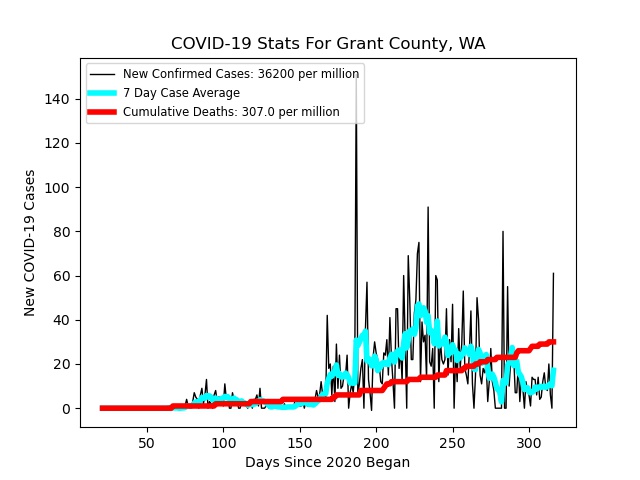 COVID-19 Stats For Grant County, WA
New Confirmed Cases: 36200 per million
7 Day Case Average
Cumulative Deaths: 307.0 per million
New COVID-19 Cases
140
120
100
80
60
40
20
0
50 100 150 200 250 300
Days Since 2020 Began